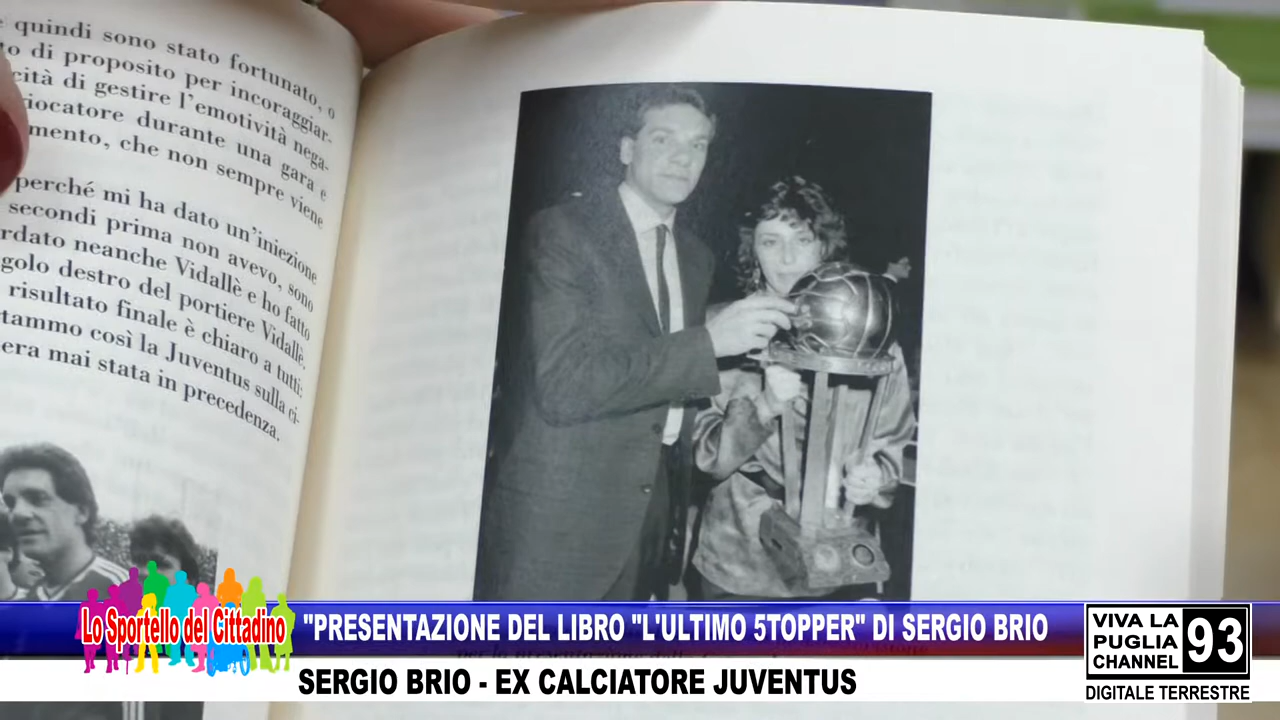 quindi sono stato fortunato, o
di proposito per incoraggiar-
cità di gestire l'emotività nega-
iocatore durante una gara e
mento, che non sempre viene
perché mi ha dato un'iniezione
secondi prima non avevo, sono
rdato neanche Vidallè e ho fatto
golo destro del portiere Vidallè.
risultato finale è chiaro a tutti:
tammo così la Juventus sulla ci-
era mai stata in precedenza.
Lo Sportello del Cittadino
"PRESENTAZIONE DEL LIBRO "L'ULTIMO 5TOPPER" DI SERGIO BRIO
SERGIO BRIO - EX CALCIATORE JUVENTUS
VIVA LA
PUGLIA
CHANNEL
93
DIGITALE TERRESTRE